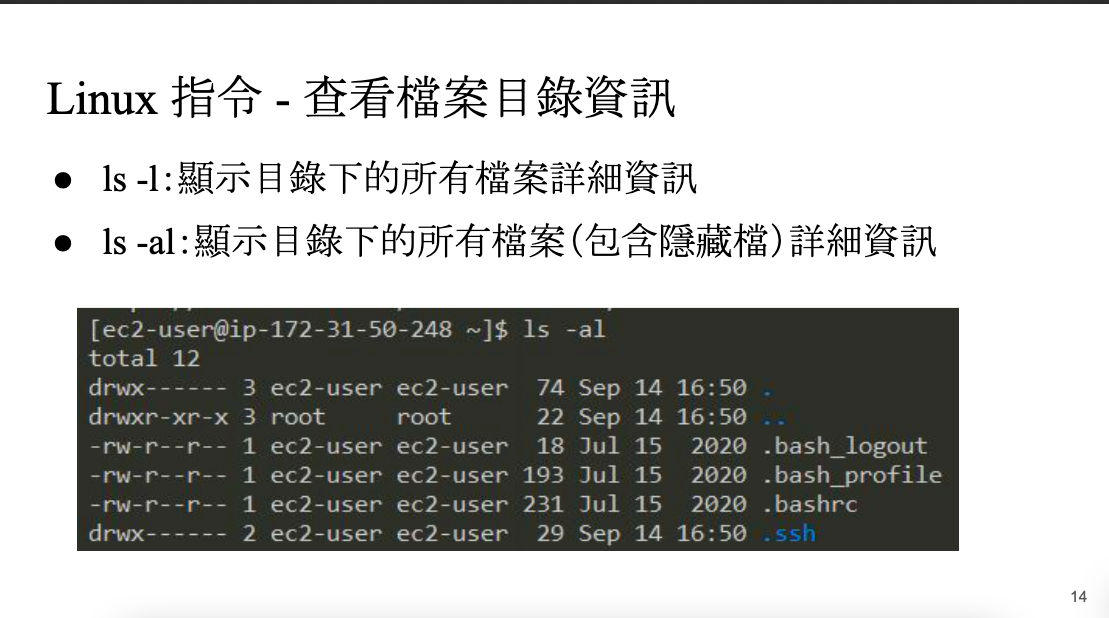 Linux 指令 - 查看檔案目錄資訊
● ls -l:顯示目錄下的所有檔案詳細資訊
● ls -al:顯示目錄下的所有檔案(包含隱藏檔)詳細資訊
[ec2-user@ip-172-31-50-248 ~]$ ls -al
total 12
drwx------ 3 ec2-user ec2-user  74 Sep 14 16:50 .
drwxr-xr-x 3 root     root      22 Sep 14 16:50 ..
-rw-r--r-- 1 ec2-user ec2-user  18 Jul 15  2020 .bash_logout
-rw-r--r-- 1 ec2-user ec2-user 193 Jul 15  2020 .bash_profile
-rw-r--r-- 1 ec2-user ec2-user 231 Jul 15  2020 .bashrc
drwx------ 2 ec2-user ec2-user  29 Sep 14 16:50 .ssh
14